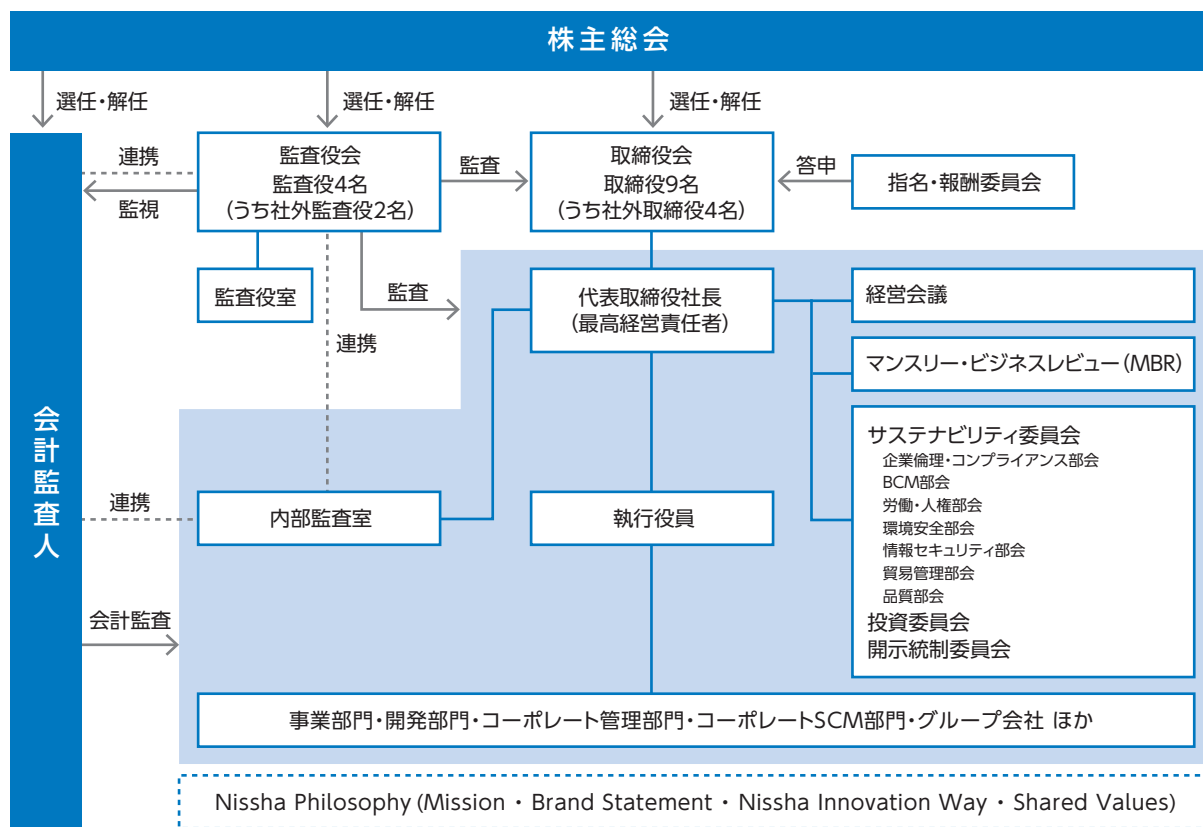 株主総会
選任・解任
選任・解任
選任・解任
連携
監視
監査役会
監査役4名
(うち社外監査役2名)
監査
取締役会
取締役9名
(うち社外取締役4名)
答申
指名・報酬委員会
監査役室
監査
連携
代表取締役社長
(最高経営責任者)
経営会議
マンスリー・ビジネスレビュー(MBR)
サステナビリティ委員会
企業倫理・コンプライアンス部会
BCM部会
労働・人権部会
環境安全部会
情報セキュリティ部会
貿易管理部会
品質部会
投資委員会
開示統制委員会
会計監査人
連携
内部監査室
執行役員
会計監査
事業部門・開発部門・コーポレート管理部門・コーポレートSCM部門・グループ会社 ほか
Nissha Philosophy (Mission ・ Brand Statement ・ Nissha Innovation Way ・ Shared Values)